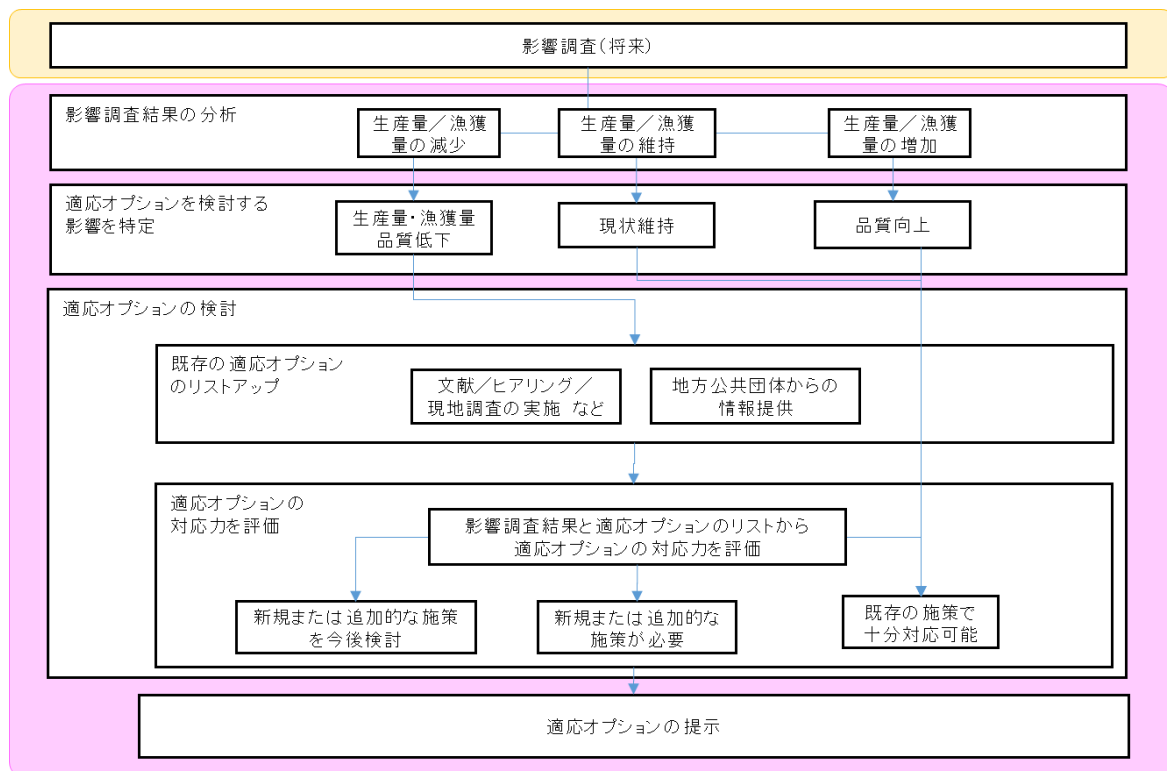 影響調査(将来)
影響調査結果の分析
生産量／漁獲
量の減少
生産量／漁獲
量の維持
生産量／漁獲
量の増加
適応オプションを検討する
影響を特定
生産量・漁獲量
品質低下
現状維持
品質向上
適応オプションの検討
既存の適応オプション
のリストアップ
文献／ヒアリング／
現地調査の実施 など
地方公共団体からの
情報提供
適応オプションの
対応力を評価
影響調査結果と適応オプションのリストから
適応オプションの対応力を評価
新規または追加的な施策
を今後検討
新規または追加的な
施策が必要
既存の施策で
十分対応可能
適応オプションの提示